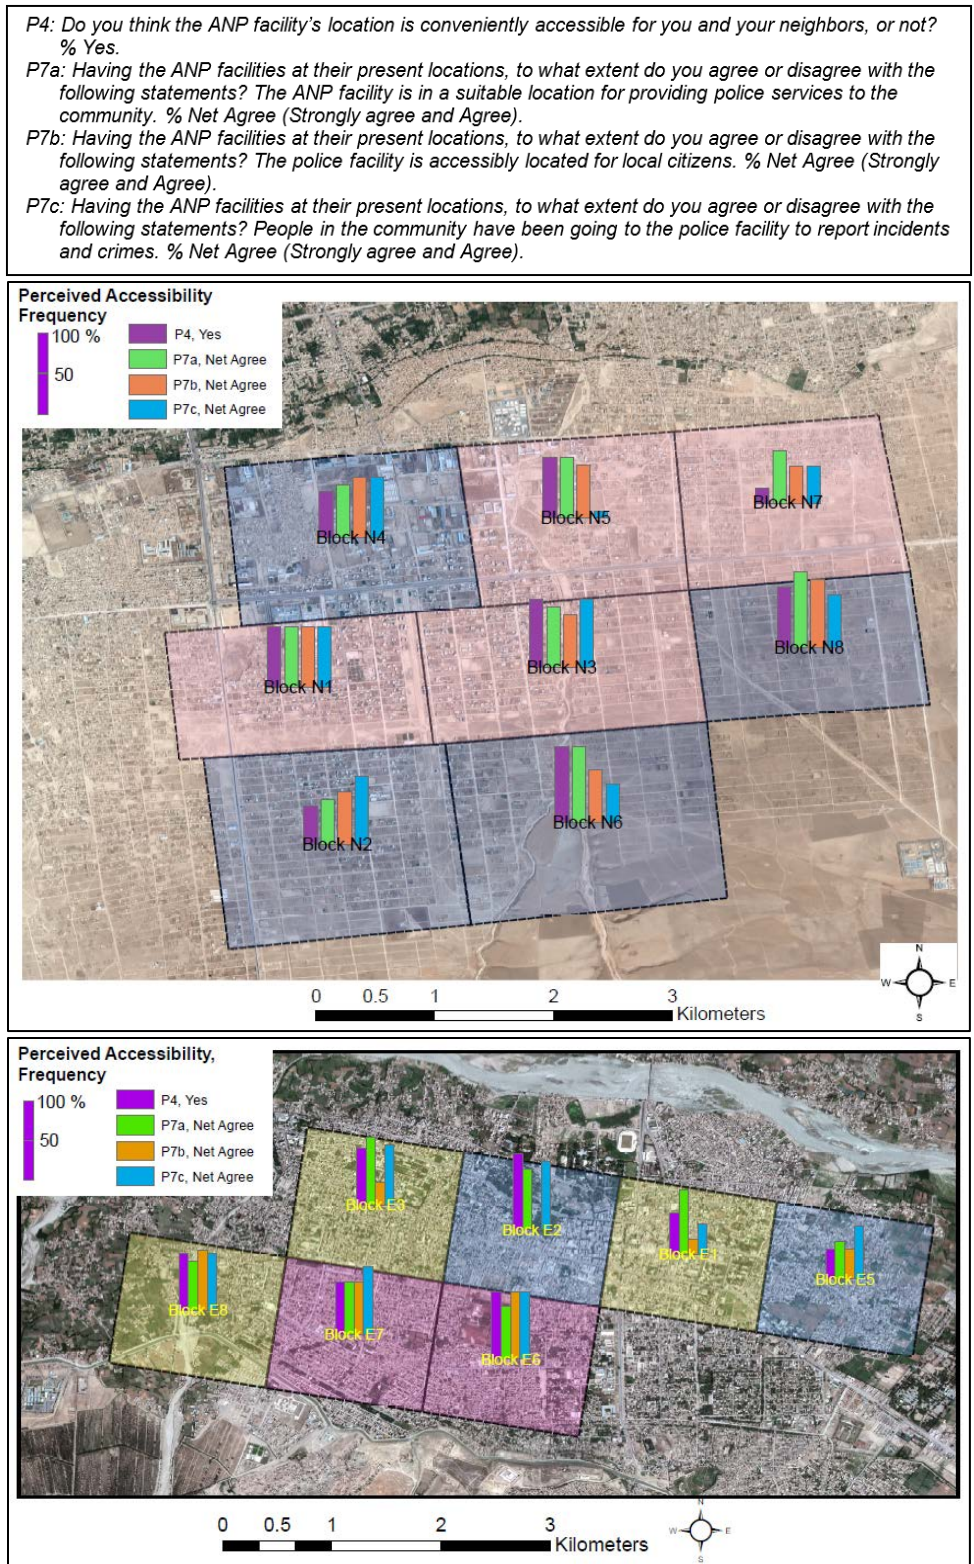 P4: Do you think the ANP facility's location is conveniently accessible for you and your neighbors, or not?
% Yes.
P7a: Having the ANP facilities at their present locations, to what extent do you agree or disagree with the
following statements? The ANP facility is in a suitable location for providing police services to the
community. % Net Agree (Strongly agree and Agree).
P7b: Having the ANP facilities at their present locations, to what extent do you agree or disagree with the
following statements? The police facility is accessibly located for local citizens. % Net Agree (Strongly
agree and Agree).
P7c: Having the ANP facilities at their present locations, to what extent do you agree or disagree with the
following statements? People in the community have been going to the police facility to report incidents
and crimes. % Net Agree (Strongly agree and Agree).
Perceived Accessibility
Frequency
100 %
50
P4, Yes
P7a, Net Agree
P7b, Net Agree
P7c, Net Agree
Block N4
Block N5
Block N7
Block N1
Block N3
Block N8
Block N2
Block N6
N
W
E
S
0 0.5 1 2 3
Kilometers
Perceived Accessibility,
Frequency
100 %
50
P4, Yes
P7a, Net Agree
P7b, Net Agree
P7c, Net Agree
Block E3
Block E2
Block E1
Block E5
Block E8
Block E7
Block E6
N
W
E
S
0 0.5 1 2 3
Kilometers